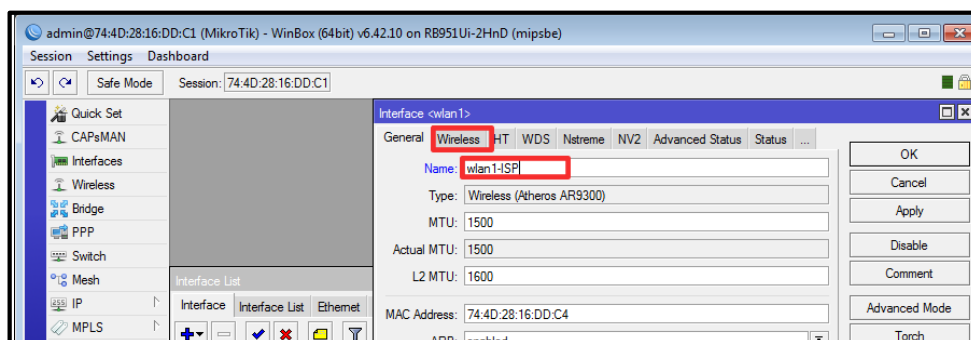 admin@74:4D:28:16:DD:C1 (MikroTik) - WinBox (64bit) v6.42.10 on RB951Ui-2HnD (mipsbe)
Session Settings Dashboard
Safe Mode Session: 74:4D:28:16:DD:C1
Quick Set
CAPsMAN
Interfaces
Wireless
Bridge
PPP
Switch
Mesh
255 IP
MPLS
Interface List
Interface Interface List Ethernet
Interface <wlan1>
General Wireless HT WDS Nstreme NV2 Advanced Status Status ...
Name: wlan1-ISP
Type: Wireless (Atheros AR9300)
MTU: 1500
Actual MTU: 1500
L2 MTU: 1600
MAC Address: 74:4D:28:16:DD:C4
ARP: enabled
OK
Cancel
Apply
Disable
Comment
Advanced Mode
Torch